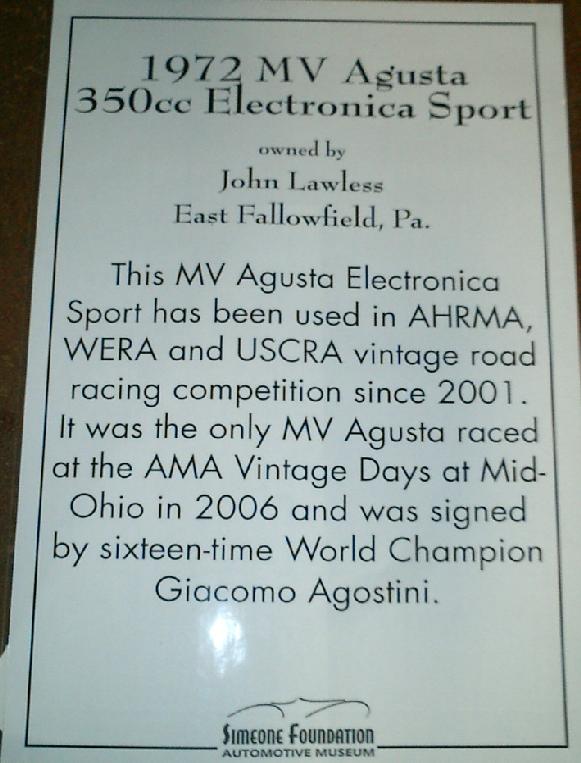 1972 MV Agusta
350cc Electronica Sport
owned by
John Lawless
East Fallowfield, Pa.
This MV Agusta Electronica
Sport has been used in AHRMA,
WERA and USCRA vintage road
racing competition since 2001.
It was the only MV Agusta raced
at the AMA Vintage Days at Mid-
Ohio in 2006 and was signed
by sixteen-time World Champion
Giacomo Agostini.
SIMEONE FOUNDATION
AUTOMOTIVE MUSEUM